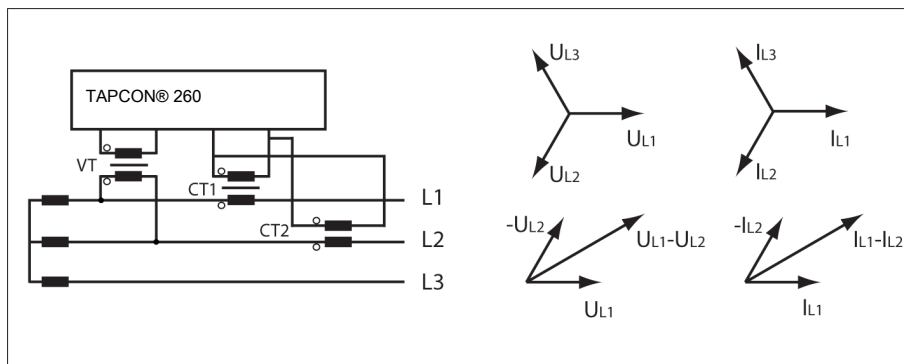 TAPCON® 260
VT
CT1
CT2
L1
L2
L3
UL3
UL1
UL2
IL3
IL1
IL2
-UL2
UL1-UL2
UL1
-IL2
IL1-IL2
IL1